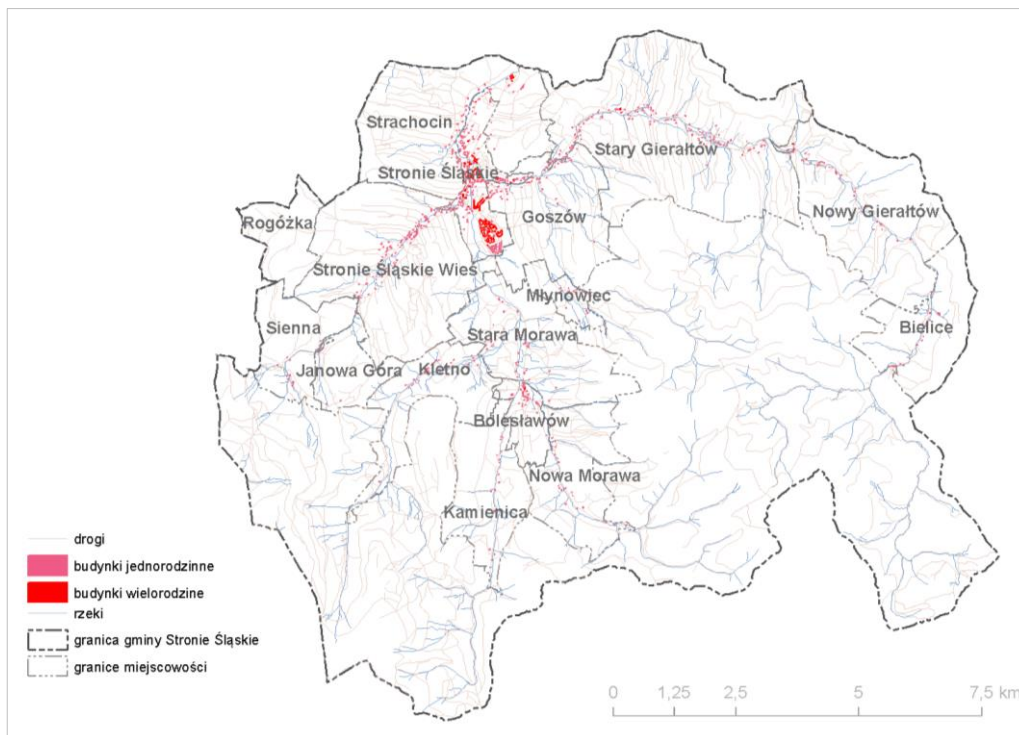 Strachocin
Stronie Śląskie
Stary Gierałtów
Rogóżka
Goszów
Nowy Gierałtów
Stronie Śląskie Wieś
Młynowiec
Sienna
Stara Morawa
Bielice
Janowa Góra
Kletno
Bolesławów
Nowa Morawa
Kamienica
drogi
budynki jednorodzinne
budynki wielorodzine
rzeki
granica gminy Stronie Śląskie
granice miejscowości
0 1,25 2,5 5 7,5 km